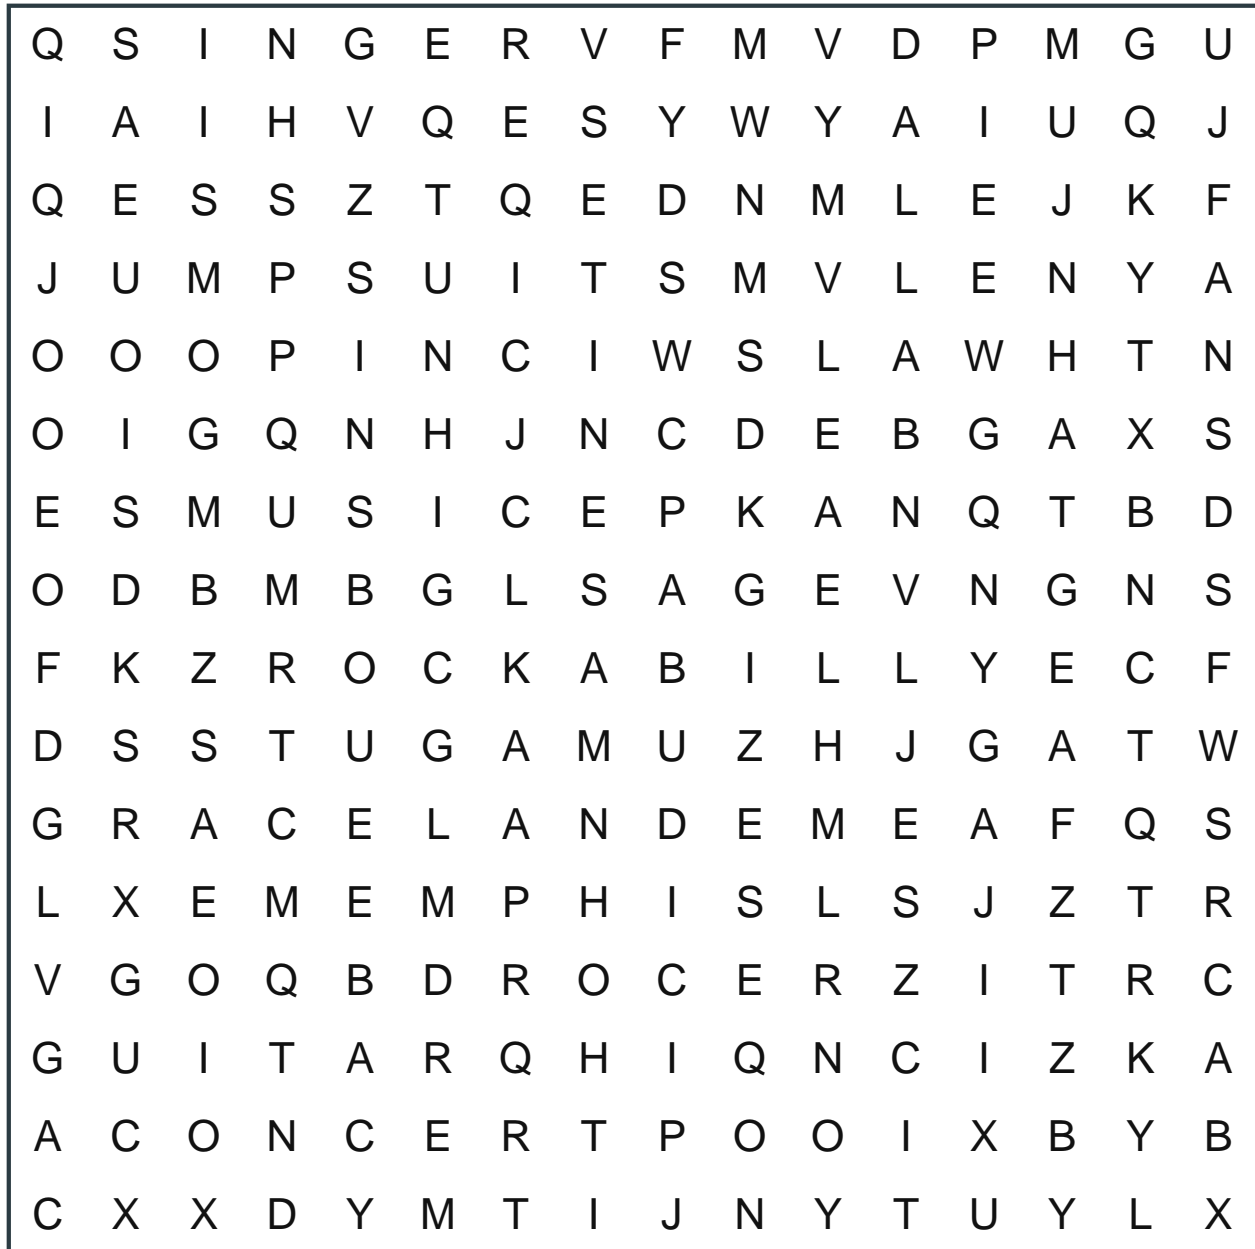 Q S I N G E R V F M V D P M G U
I A I H V Q E S Y W Y A I U Q J
Q E S S Z T Q E D N M L E J K F
J U M P S U I T S M V L E N Y A
O O O P I N C I W S L A W H T N
O I G Q N H J N C D E B G A X S
E S M U S I C E P K A N Q T B D
O D B M B G L S A G E V N G N S
F K Z R O C K A B I L L Y E C F
D S S T U G A M U Z H J G A T W
G R A C E L A N D E M E A F Q S
L X E M E M P H I S L S J Z T R
V G O Q B D R O C E R Z I T R C
G U I T A R Q H I Q N C I Z K A
A C O N C E R T P O O I X B Y B
C X X D Y M T I J N Y T U Y L X